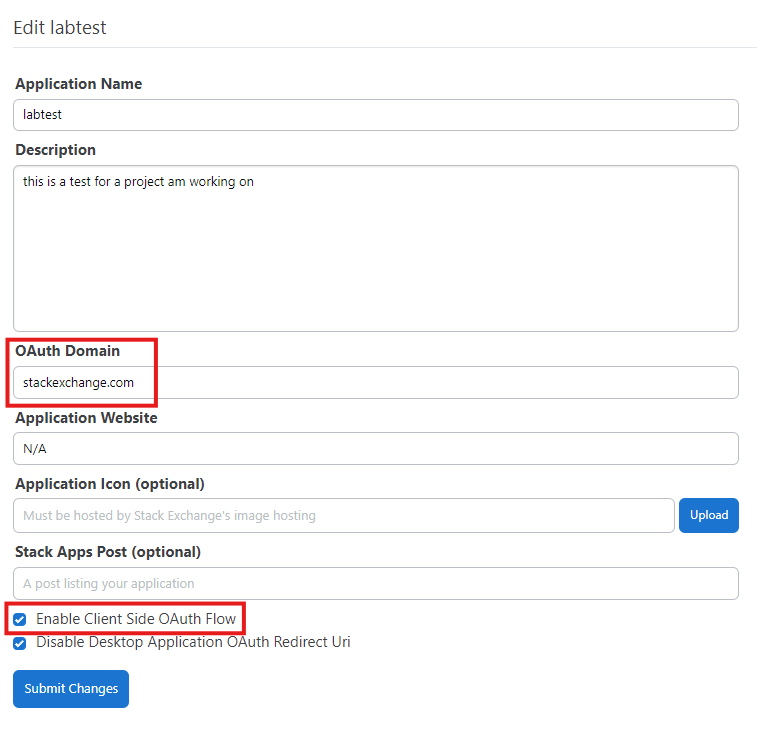 Edit labtest
Application Name
labtest
Description
this is a test for a project am working on
OAuth Domain
stackexchange.com
Application Website
N/A
Application Icon (optional)
Must be hosted by Stack Exchange's image hosting
Upload
Stack Apps Post (optional)
A post listing your application
Enable Client Side OAuth Flow
Disable Desktop Application OAuth Redirect Uri
Submit Changes